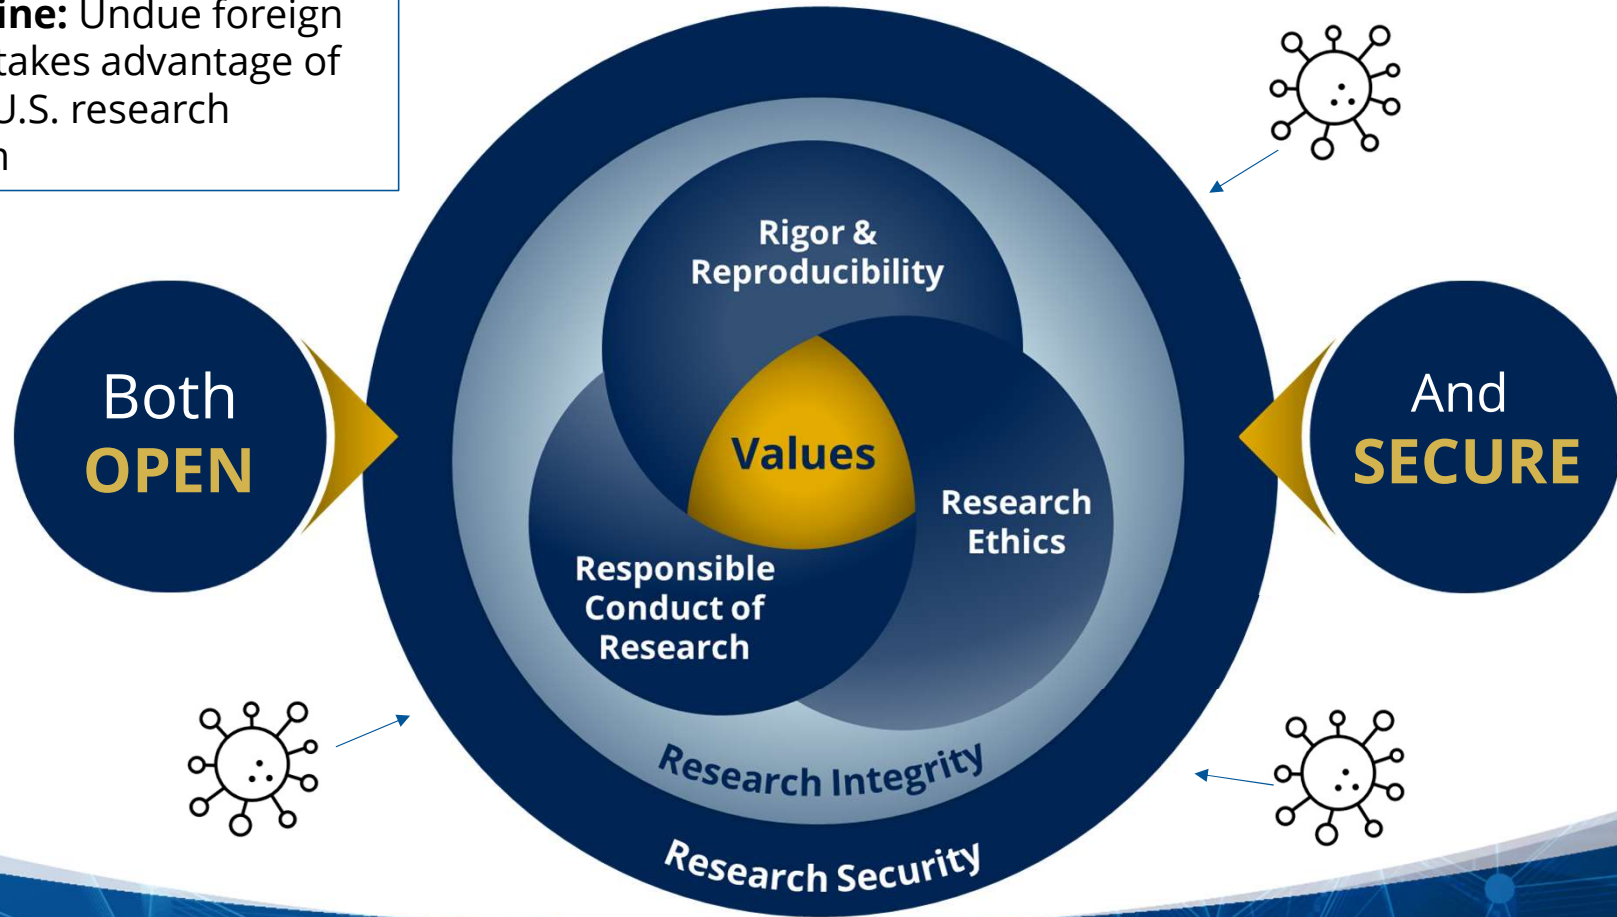 ine: Undue foreign
takes advantage of
U.S. research
n
Rigor &
Reproducibility
Both
OPEN
Values
And
SECURE
Research
Ethics
Responsible
Conduct of
Research
Research Integrity
Research Security